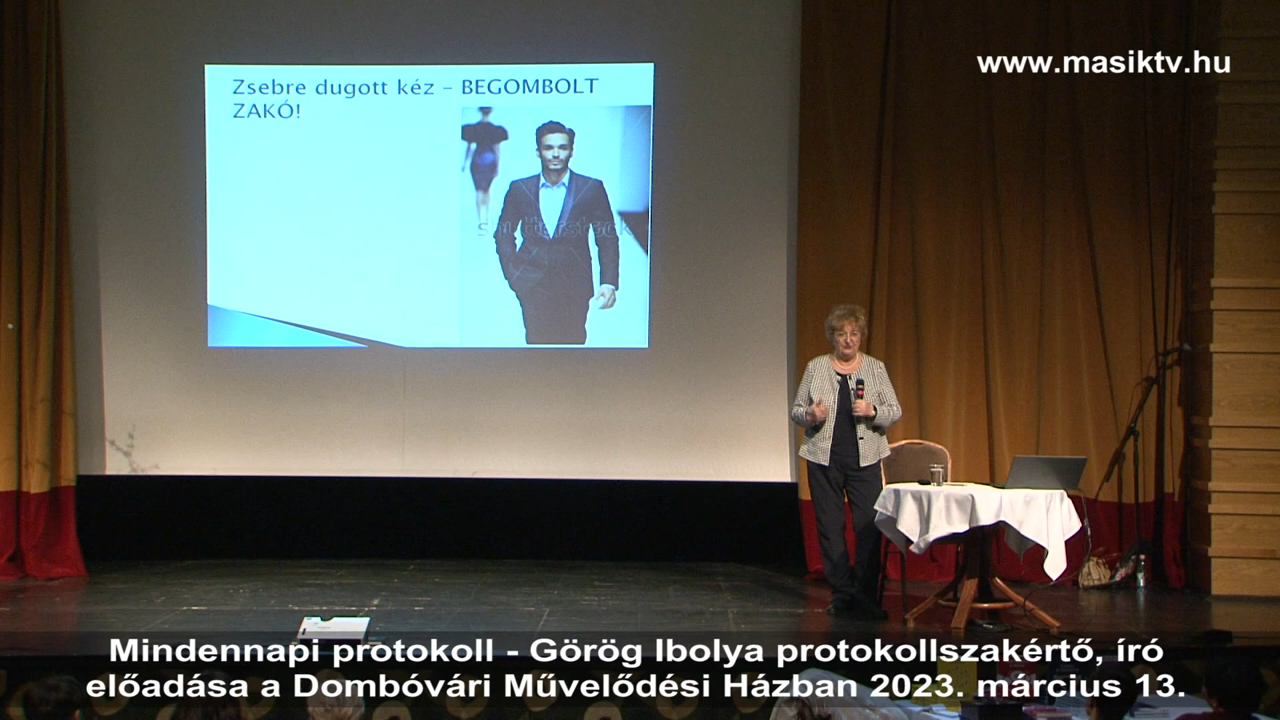 www.masiktv.hu
Zsebre dugott kéz – BEGOMBOLT
ZAKÓ!
shutterstock
Mindennapi protokoll - Görög Ibolya protokollszakértő, író
előadása a Dombóvári Művelődési Házban 2023. március 13.